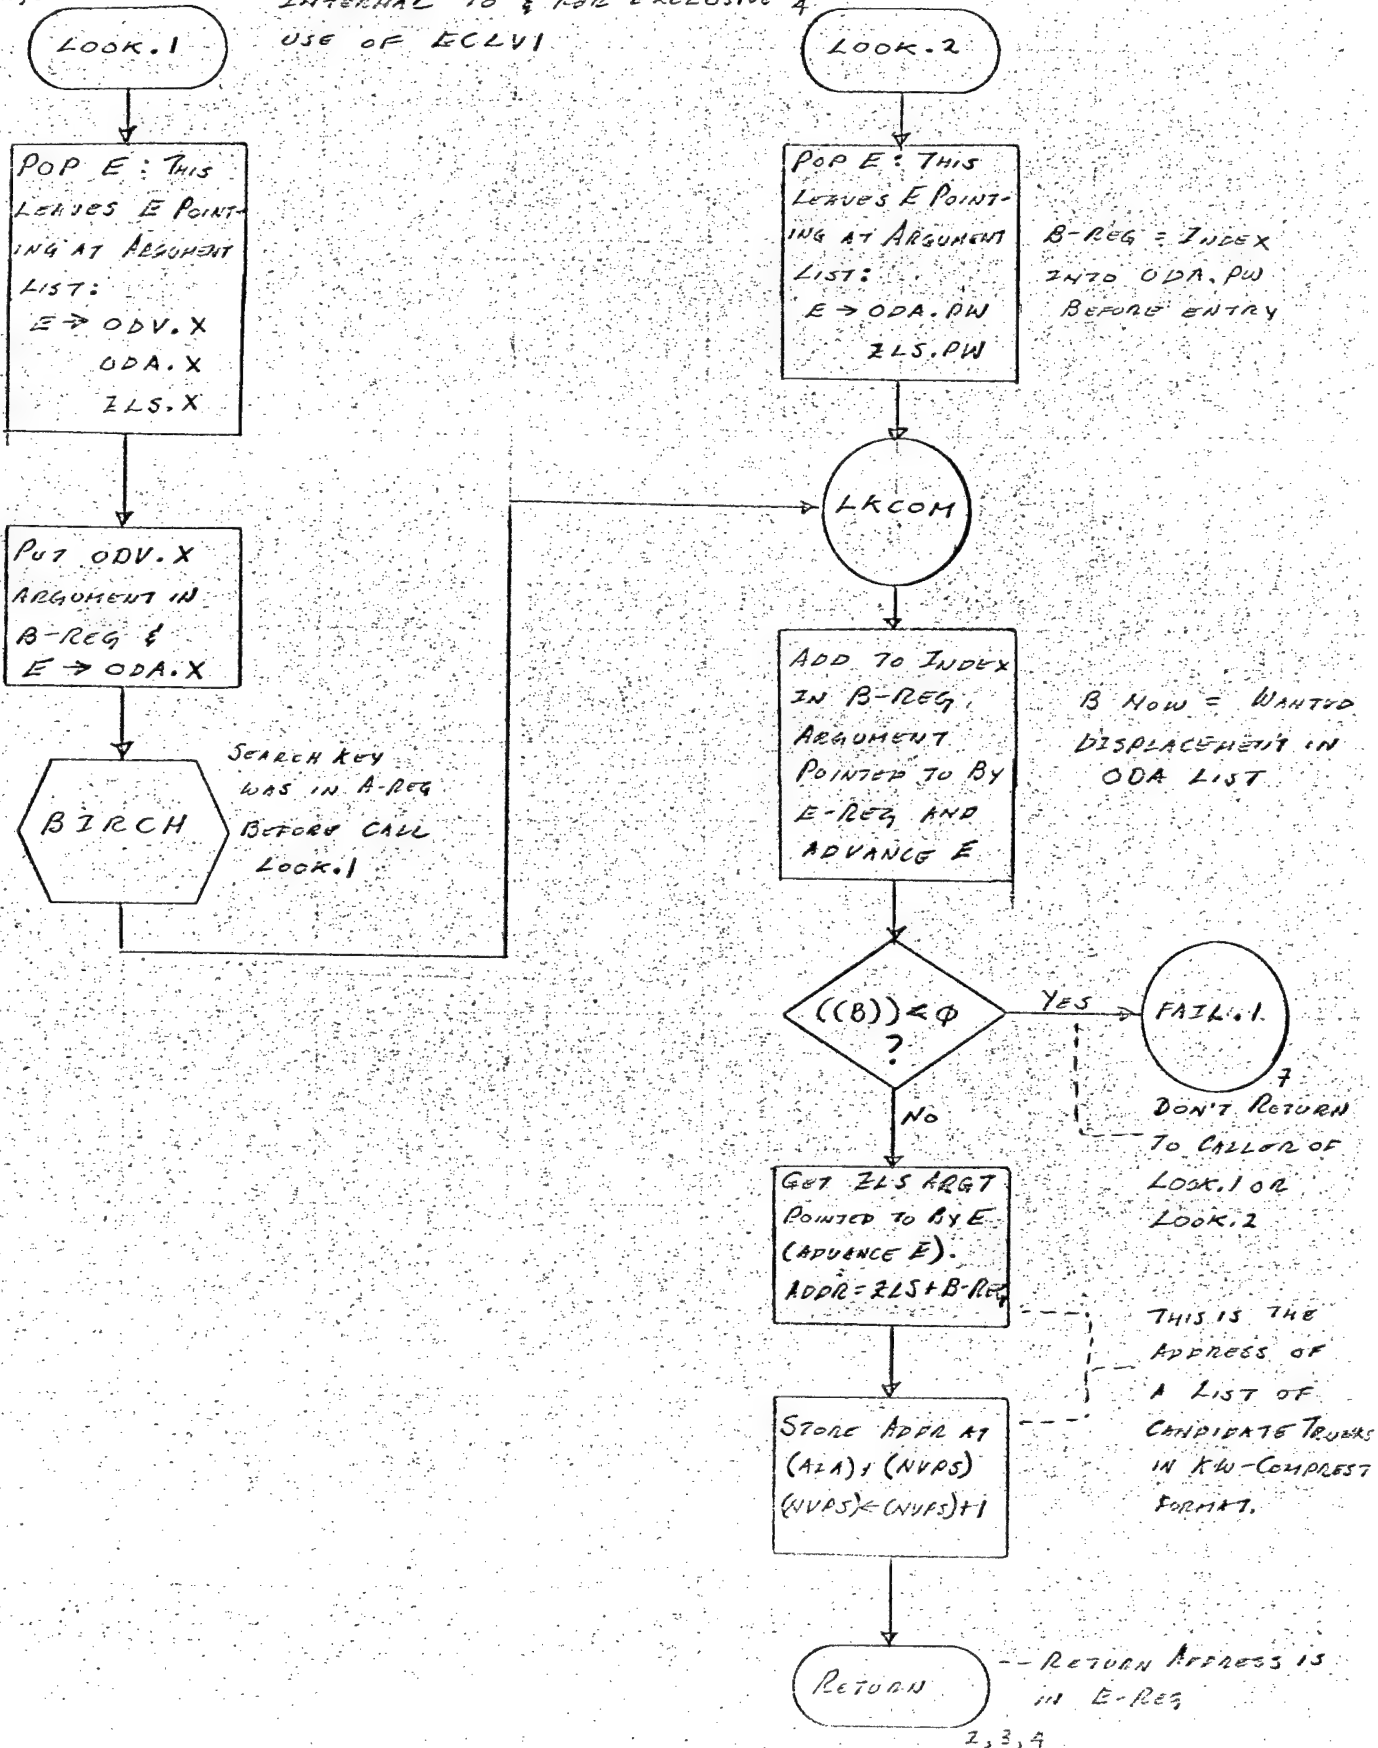 INTERNAL TO & FOR EXCLUSIVE 4
USE OF ECLVI
LOOK.1
POP E: THIS
LEAVES E POINT-
ING AT ARGUMENT
LIST:
E → ODV.X
ODA.X
ZLS.X
PUT ODV.X
ARGUMENT IN
B-REG &
E → ODA.X
BIRCH
SEARCH KEY
WAS IN A-REG
BEFORE CALL
LOOK.1
LOOK.2
POP E: THIS
LEAVES E POINT-
ING AT ARGUMENT
LIST:
E → ODA.PW
ZLS.PW
B-REG = INDEX
INTO ODA.PW
BEFORE ENTRY
LKCOM
ADD TO INDEX
IN B-REG
ARGUMENT
POINTED TO BY
E-REG AND
ADVANCE E
B NOW = WANTED
DISPLACEMENT IN
ODA LIST
((B)) < φ
?
YES
FAIL.1
7
DON'T RETURN
TO CALLER OF
LOOK.1 OR
LOOK.2
NO
GET ZLS ARGT
POINTED TO BY E
(ADVANCE E).
ADDR = ZLS + B-REG
THIS IS THE
ADDRESS OF
A LIST OF
CANDIDATE TRUNKS
IN KW-COMPREST
FORMAT.
STORE ADDR AT
(AZA) + (NVPS)
(NVPS) ← (NVPS)+1
RETURN
-- RETURN ADDRESS IS
IN E-REG
2, 3, 4